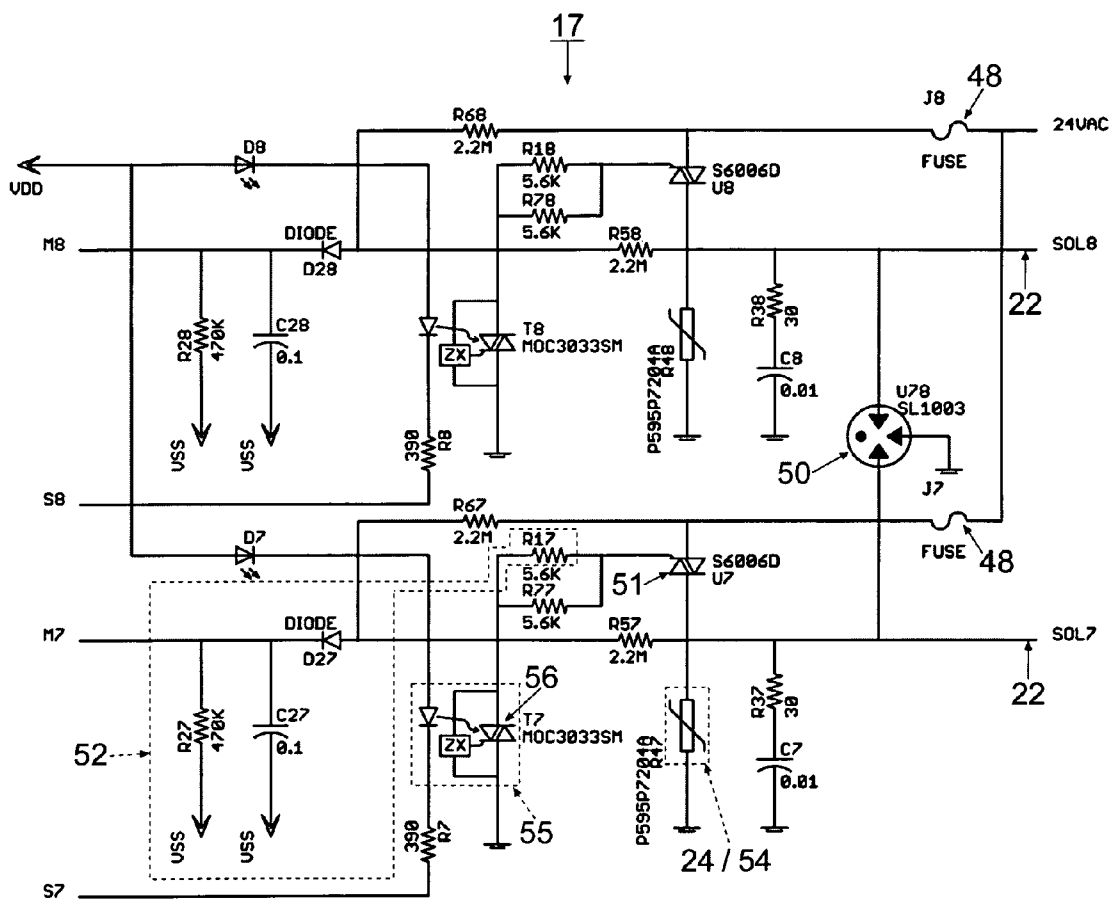 17
J8
48
24VAC
FUSE
R68
2.2M
D8
VDD
R18
5.6K
R78
5.6K
S6006D
U8
M8
DIODE
D28
R58
2.2M
SOL8
22
R28
470K
C28
0.1
VSS
VSS
ZX
T8
MOC3033SM
390
R8
P595P7204A
R48
R38
30
C8
0.01
U78
SL1003
50
J7
S8
R67
2.2M
FUSE
48
D7
R17
5.6K
R77
5.6K
51
S6006D
U7
M7
DIODE
D27
R57
2.2M
SOL7
22
R27
470K
C27
0.1
VSS
VSS
52
ZX
56
T7
MOC3033SM
55
390
R7
P595P7204A
R47
24 / 54
R37
30
C7
0.01
S7